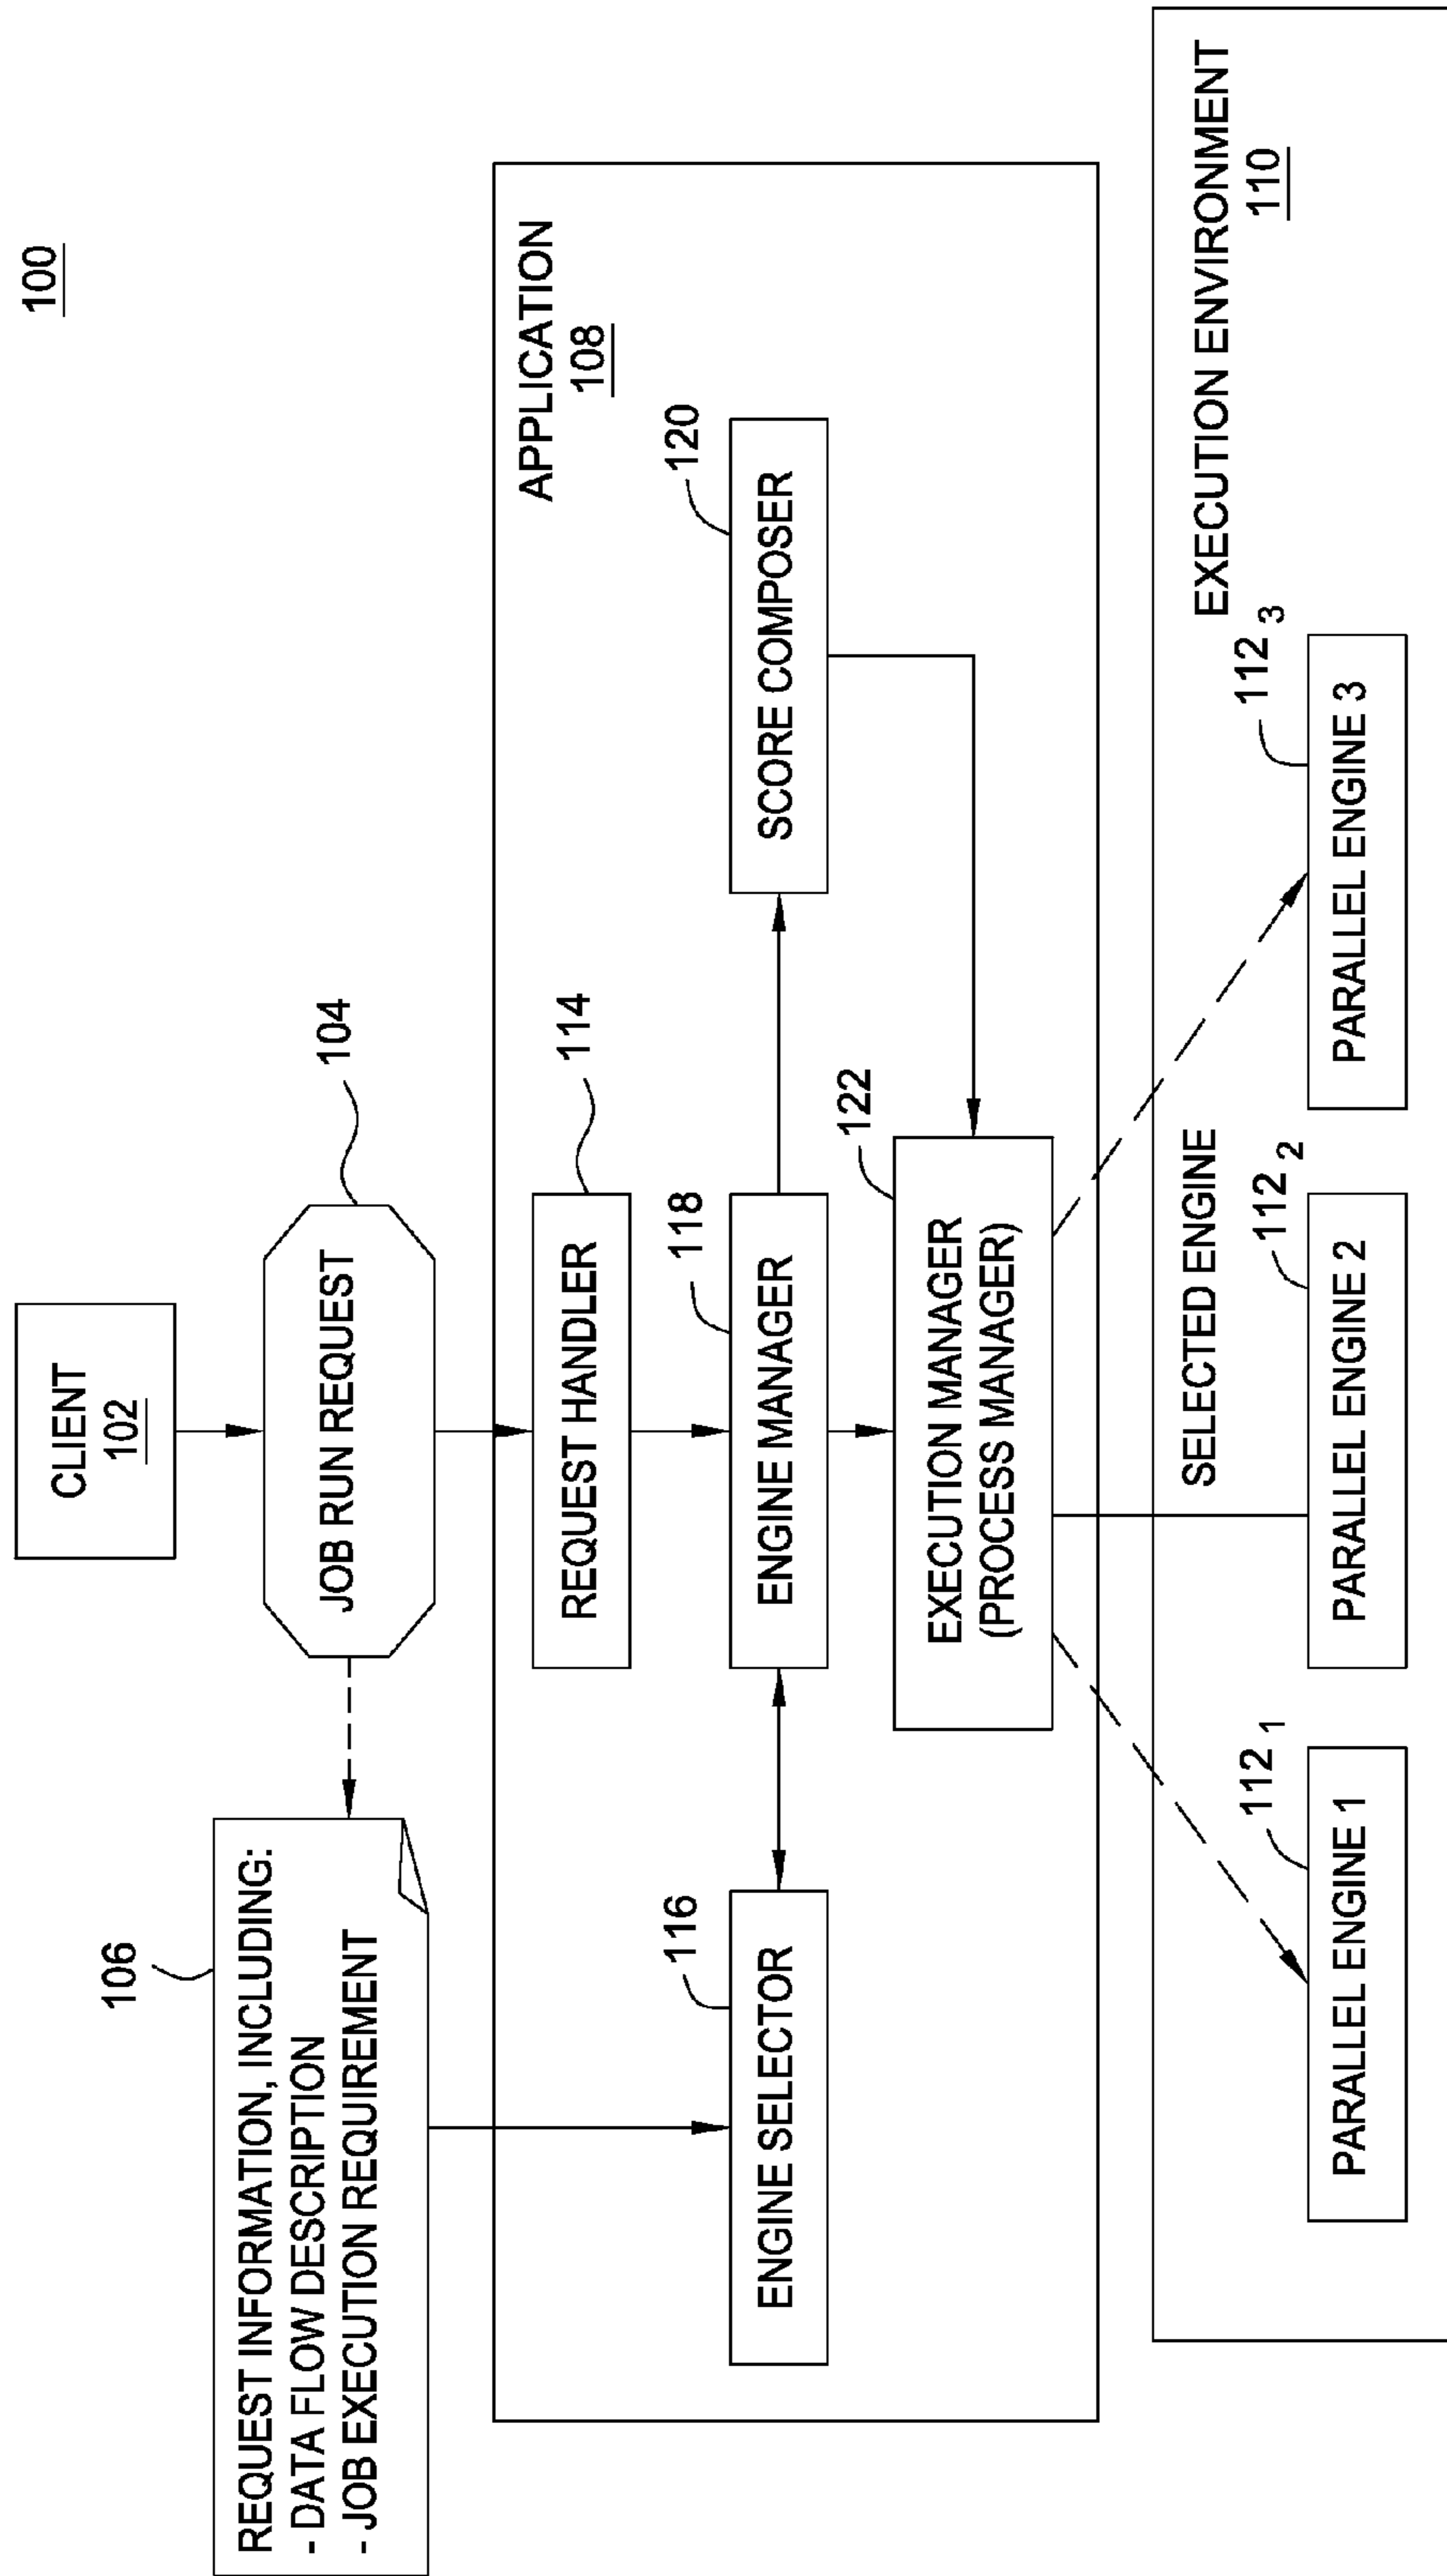 100
CLIENT
102
JOB RUN REQUEST
104
106
REQUEST INFORMATION, INCLUDING:
- DATA FLOW DESCRIPTION
- JOB EXECUTION REQUIREMENT
APPLICATION
108
REQUEST HANDLER
114
ENGINE SELECTOR
116
ENGINE MANAGER
118
SCORE COMPOSER
120
EXECUTION MANAGER
(PROCESS MANAGER)
122
EXECUTION ENVIRONMENT
110
SELECTED ENGINE
PARALLEL ENGINE 1
112 1
PARALLEL ENGINE 2
112 2
PARALLEL ENGINE 3
112 3